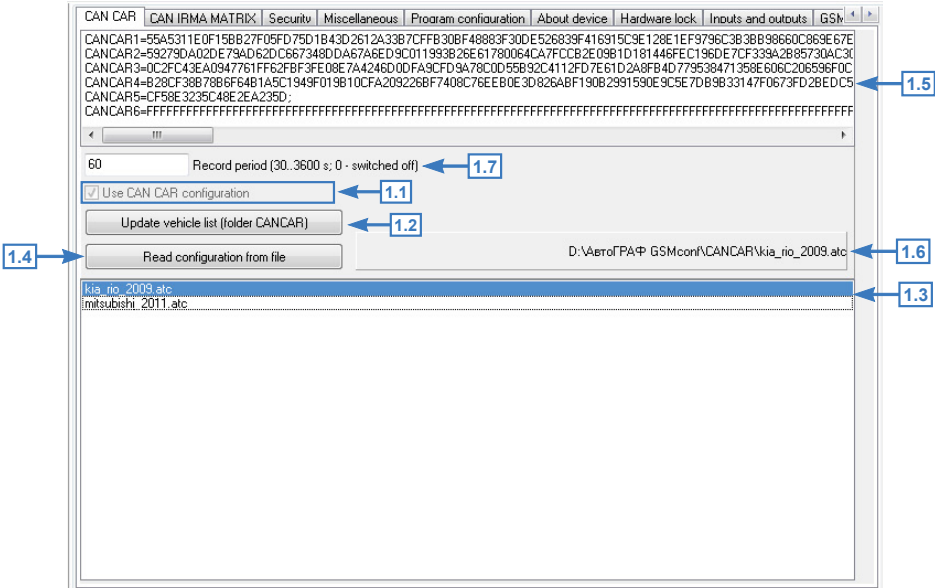 CAN CAR CAN IRMA MATRIX Security Miscellaneous Program configuration About device Hardware lock Inputs and outputs GSM
CANCAR1=55A5311E0F15BB27F05FD75D1B43D2612A33B7CFFB30BF48883F30DE526839F416915C9E128E1EF9796C3B3BB98660C869E67E
CANCAR2=59279DA02DE79AD62DC667348DDA67A6ED9C011993B26E61780064CA7FCCB2E09B1D181446FEC196DE7CF339A2B85730AC3(
CANCAR3=0C2FC43EA0947761FF62FBF3FE08E7A4246D0DFA9CFD9A78C0D55B92C4112FD7E61D2A8FB4D779538471358E606C206596F0C
CANCAR4=B28CF38B78B6F64B1A5C1949F019B10CFA209226BF7408C76EEB0E3D826ABF190B2991590E9C5E7DB9B33147F0673FD2BEDC5
1.5
CANCAR5=CF58E3235C48E2EA235D;
CANCAR6=FFFFFFFFFFFFFFFFFFFFFFFFFFFFFFFFFFFFFFFFFFFFFFFFFFFFFFFFFFFFFFFFFFFFFFFFFFFFFFFFFFFFFFFFFFFFFFFFFFFFFF
60 Record period (30..3600 s; 0 - switched off) 1.7
Use CAN CAR configuration 1.1
Update vehicle list (folder CANCAR) 1.2
1.4 Read configuration from file D:\АвтоГРАФ GSMconf\CANCAR\kia_rio_2009.atc 1.6
kia_rio_2009.atc 1.3
mitsubishi_2011.atc